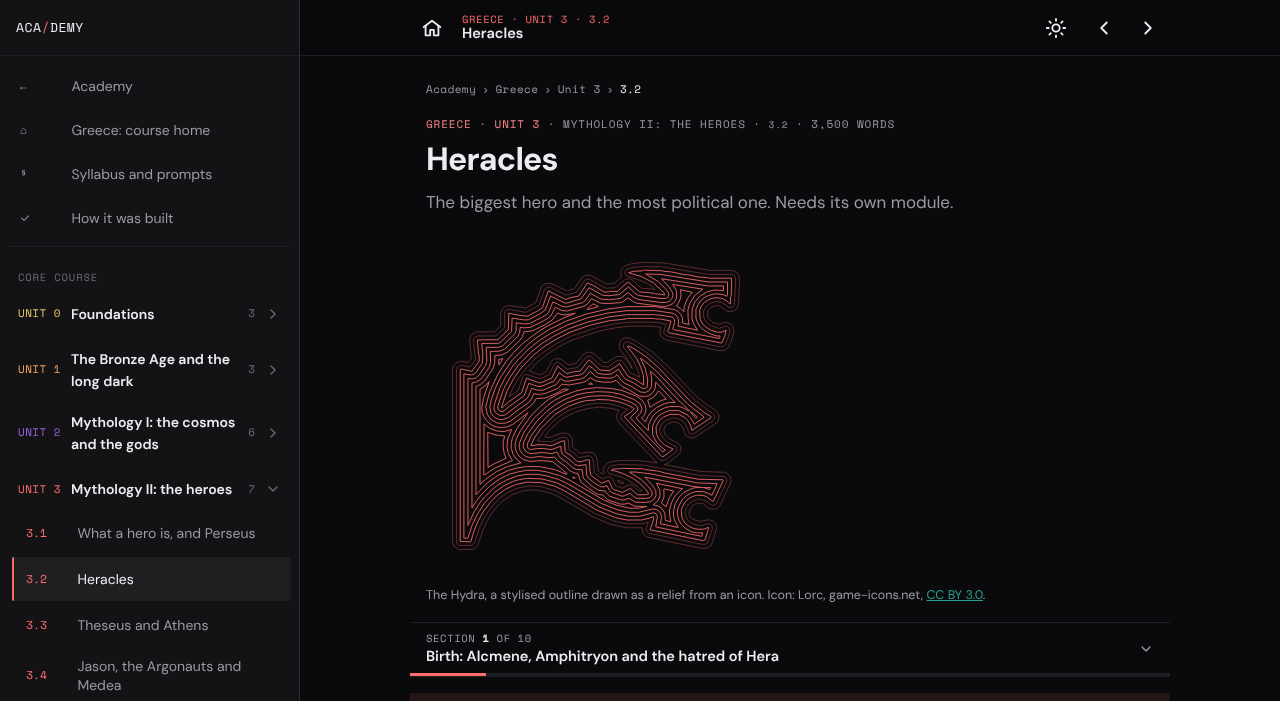 ACA/DEMY
← Academy
⌂ Greece: course home
§ Syllabus and prompts
✓ How it was built
CORE COURSE
UNIT 0 Foundations 3
UNIT 1 The Bronze Age and the
long dark 3
UNIT 2 Mythology I: the cosmos
and the gods 6
UNIT 3 Mythology II: the heroes 7
3.1 What a hero is, and Perseus
3.2 Heracles
3.3 Theseus and Athens
3.4 Jason, the Argonauts and
Medea
GREECE · UNIT 3 · 3.2
Heracles
Academy › Greece › Unit 3 › 3.2
GREECE · UNIT 3 · MYTHOLOGY II: THE HEROES · 3.2 · 3,500 WORDS
Heracles
The biggest hero and the most political one. Needs its own module.
The Hydra, a stylised outline drawn as a relief from an icon. Icon: Lorc, game-icons.net, CC BY 3.0.
SECTION 1 OF 10
Birth: Alcmene, Amphitryon and the hatred of Hera